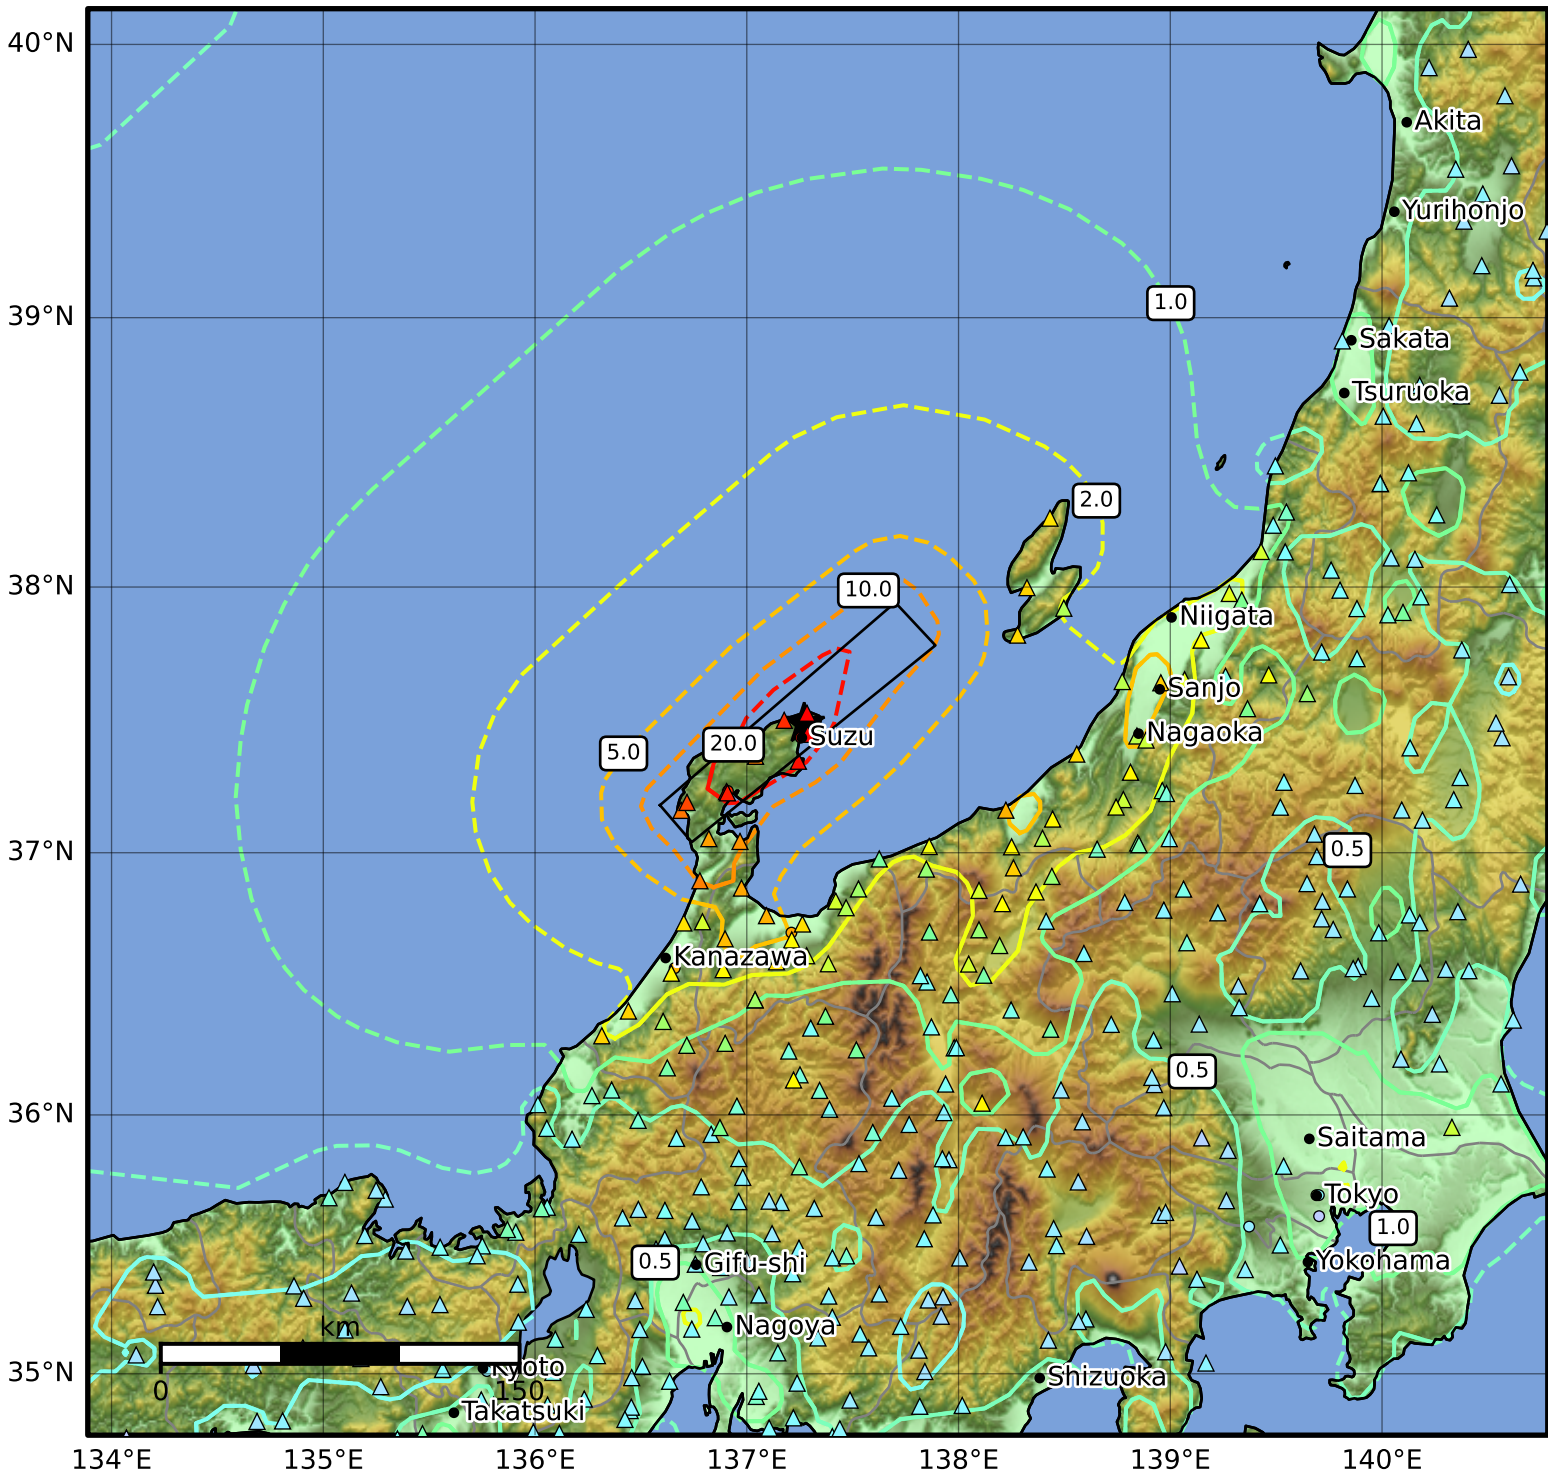 40°N
Akita
Yurihonjo
39°N
1.0
Sakata
Tsuruoka
2.0
38°N
10.0
Niigata
Sanjo
5.0
20.0
Suzu
Nagaoka
37°N
0.5
Kanazawa
0.5
36°N
Saitama
Tokyo
1.0
0.5
Gifu-shi
Yokohama
km
Nagoya
35°N
Kyoto
Shizuoka
0
150
Takatsuki
134°E
135°E
136°E
137°E
138°E
139°E
140°E